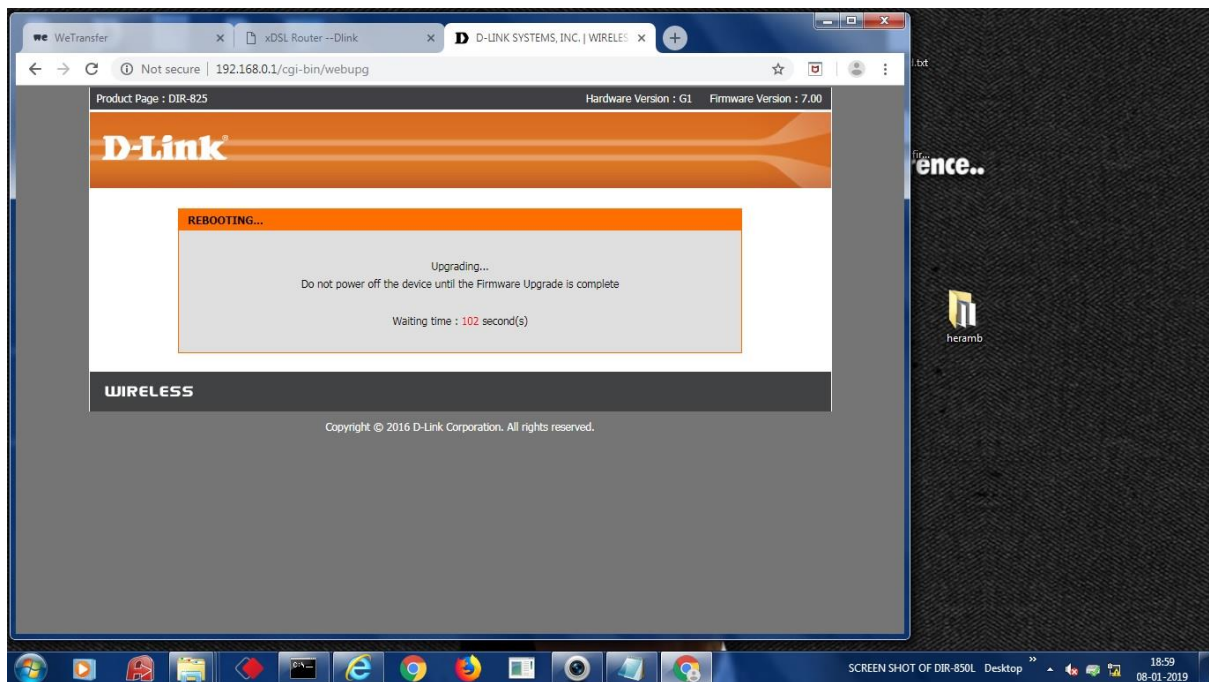 WeTransfer
xDSL Router --Dlink
D-LINK SYSTEMS, INC. | WIRELES
Not secure | 192.168.0.1/cgi-bin/webupg
l.txt
Product Page : DIR-825 Hardware Version : G1 Firmware Version : 7.00
D-Link
fir...
ence..
REBOOTING...
Upgrading...
Do not power off the device until the Firmware Upgrade is complete
Waiting time : 102 second(s)
heramb
WIRELESS
Copyright © 2016 D-Link Corporation. All rights reserved.
SCREEN SHOT OF DIR-850L Desktop
18:59
08-01-2019